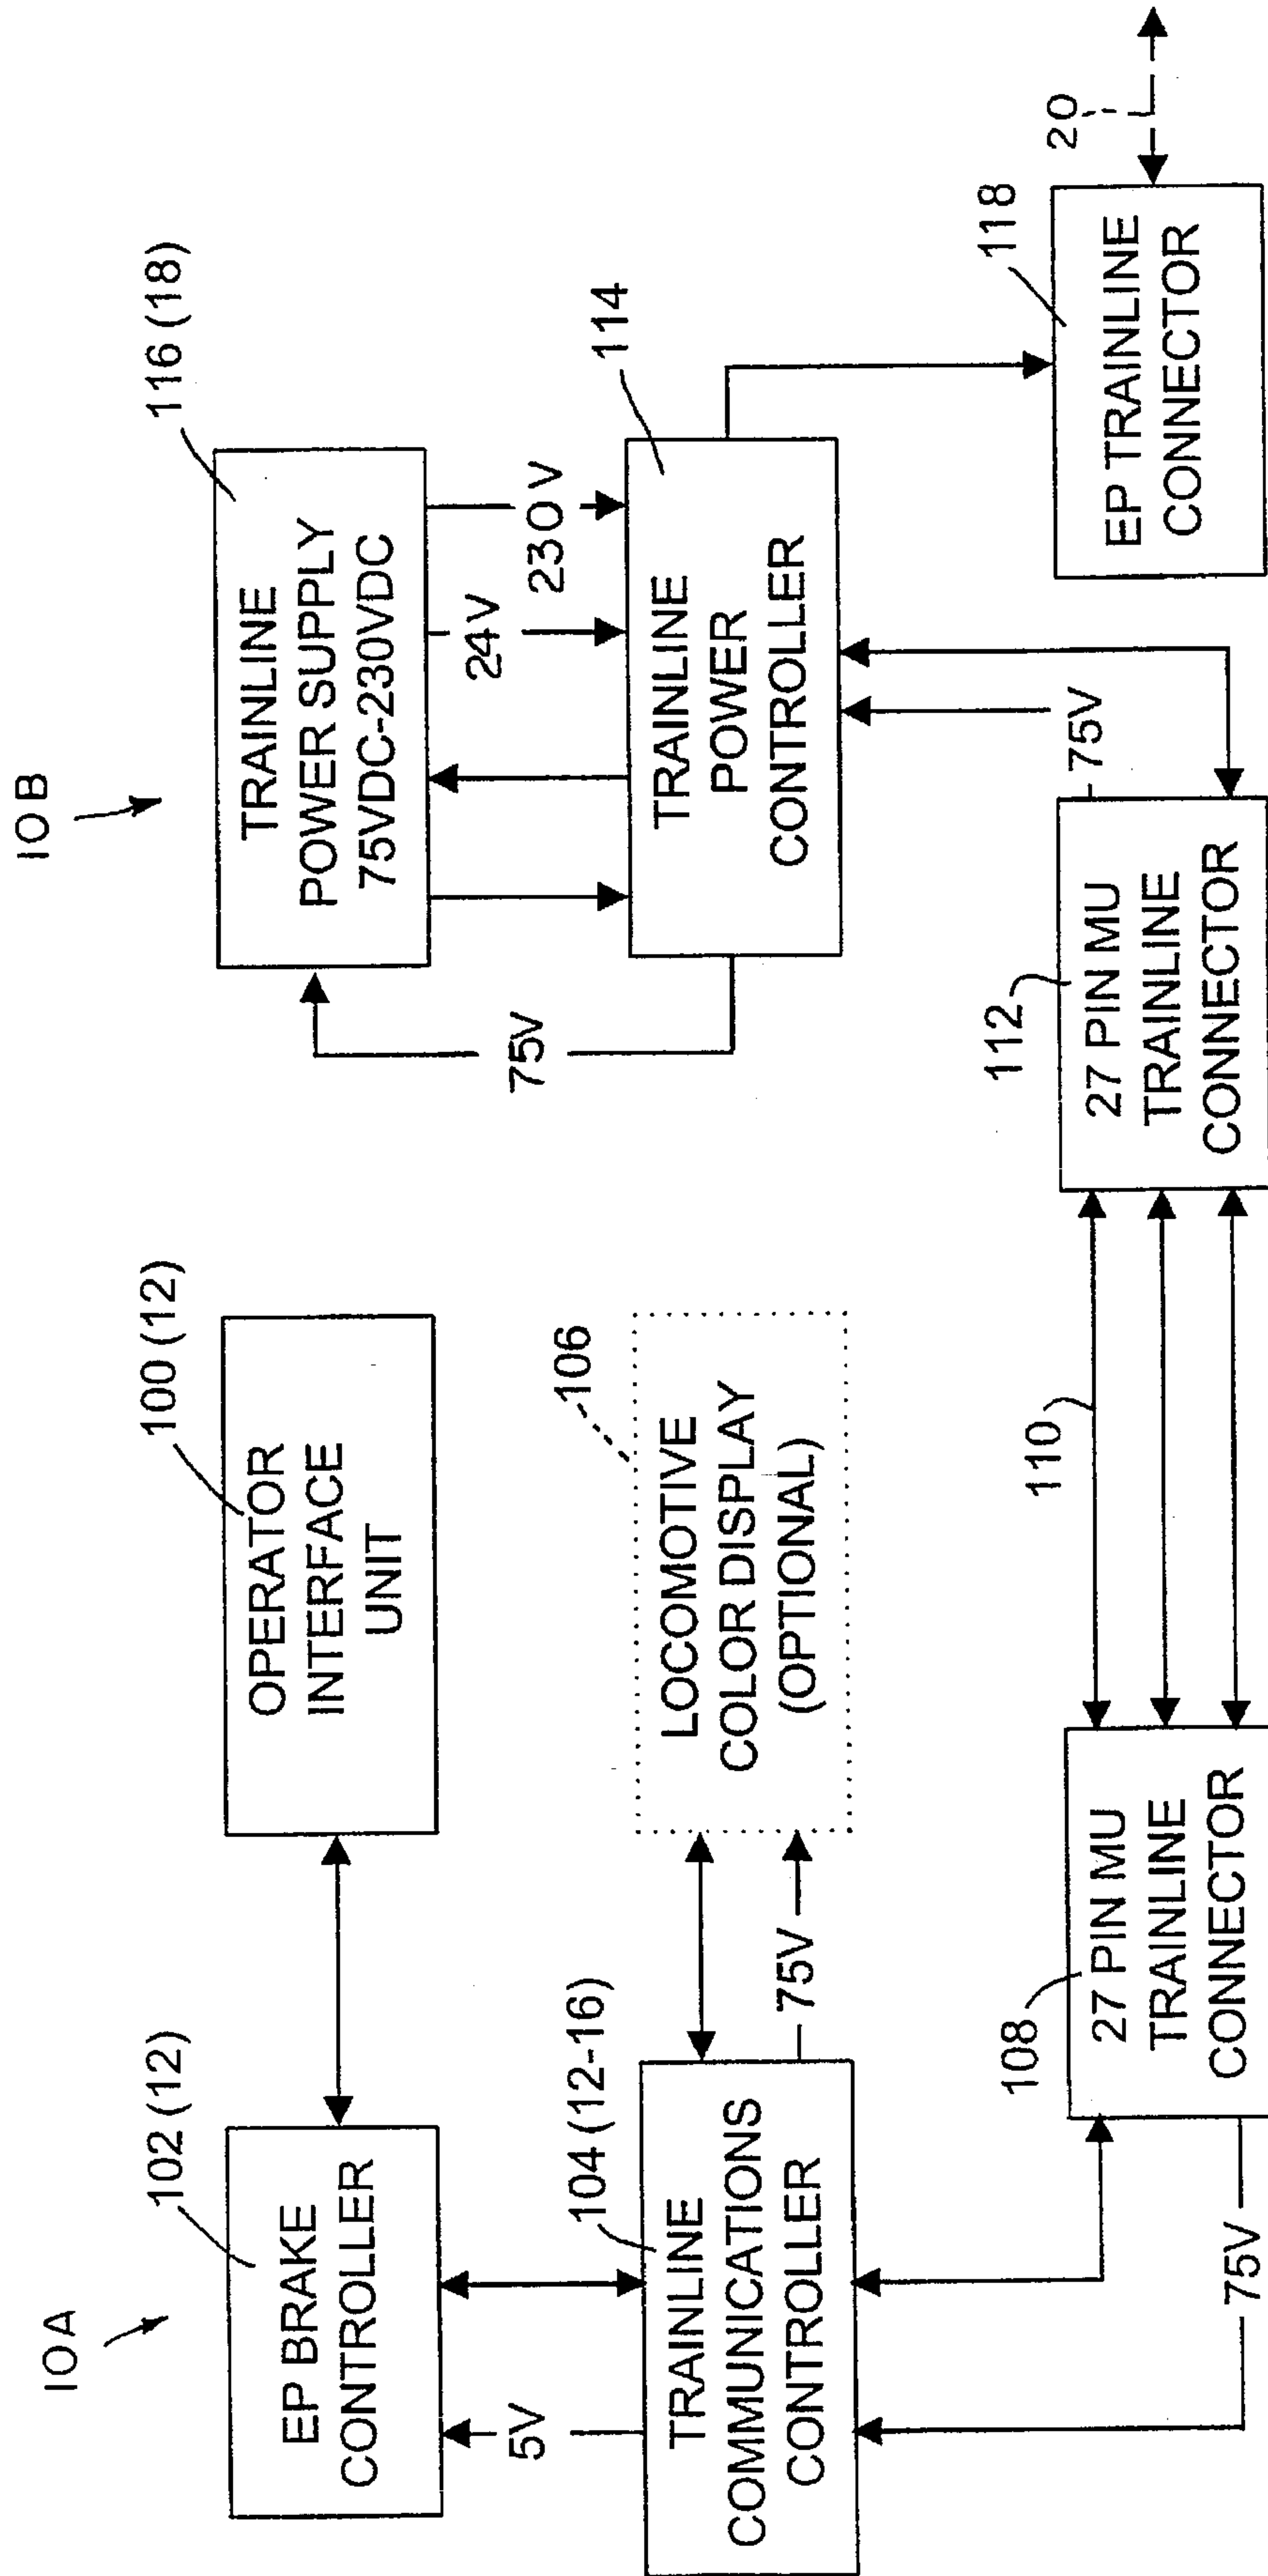 10A
102 (12)
EP BRAKE
CONTROLLER
100 (12)
OPERATOR
INTERFACE
UNIT
5V
104 (12-16)
TRAINLINE
COMMUNICATIONS
CONTROLLER
75V
106
LOCOMOTIVE
COLOR DISPLAY
(OPTIONAL)
75V
108
27 PIN MU
TRAINLINE
CONNECTOR
110
10B
116 (18)
TRAINLINE
POWER SUPPLY
75VDC-230VDC
75V
24V
230V
114
TRAINLINE
POWER
CONTROLLER
112
27 PIN MU
TRAINLINE
CONNECTOR
75V
118
EP TRAINLINE
CONNECTOR
20